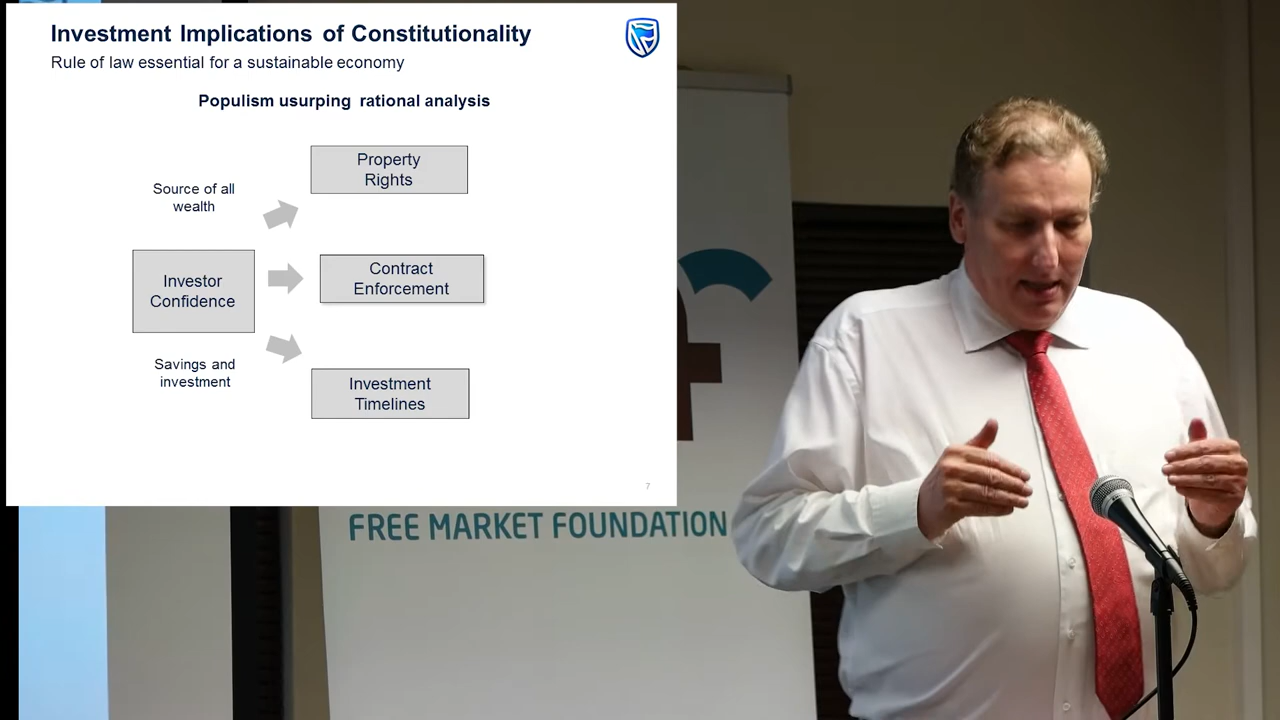 Investment Implications of Constitutionality
Rule of law essential for a sustainable economy
Populism usurping rational analysis
Source of all
wealth
Property
Rights
Investor
Confidence
Contract
Enforcement
Savings and
investment
Investment
Timelines
7
FREE MARKET FOUNDATION